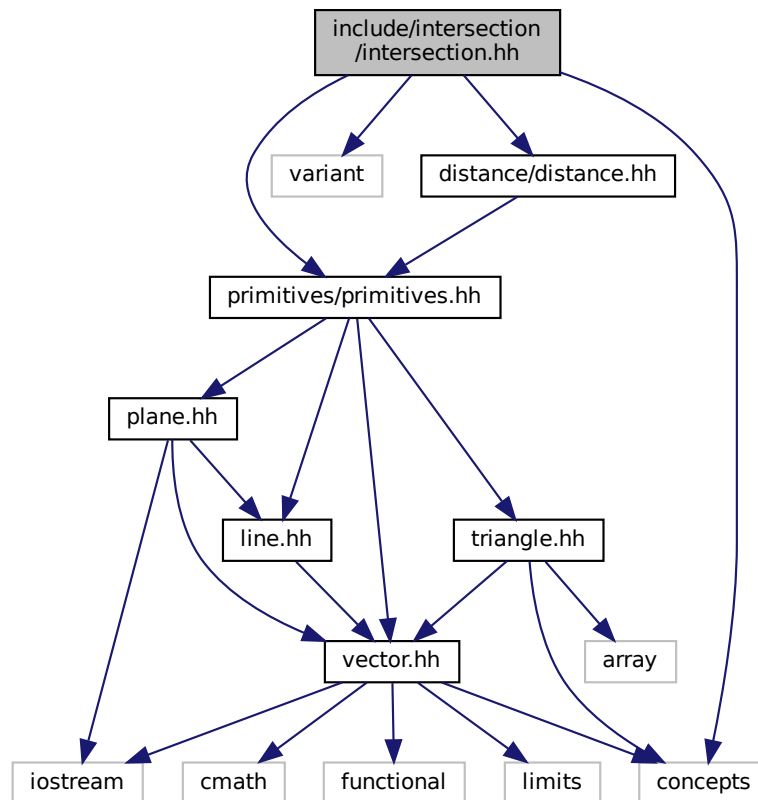 include/intersection
/intersection.hh
variant
distance/distance.hh
primitives/primitives.hh
plane.hh
line.hh
triangle.hh
vector.hh
array
iostream
cmath
functional
limits
concepts